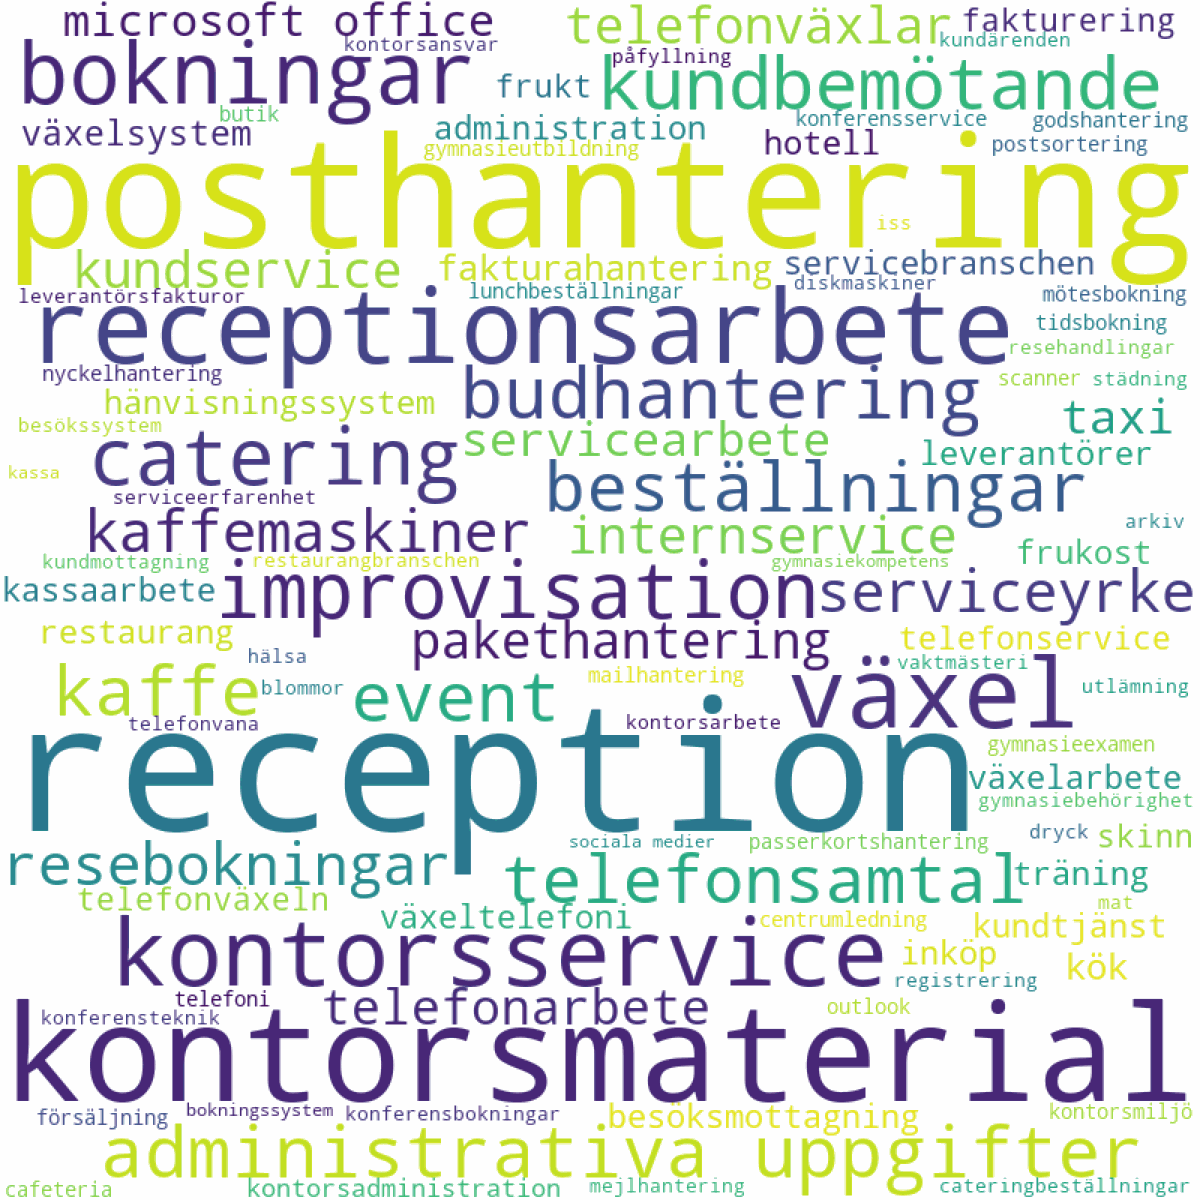 microsoft office
telefonväxlar
fakturering
kontorsansvar
påfyllning
kundärenden
bokningar
frukt
kundbemötande
butik
växelsystem
administration
konferensservice
godshantering
gymnasieutbildning
hotell
postsortering
posthantering
iss
kundservice
fakturahantering
servicebranschen
leverantörsfakturor
lunchbeställningar
diskmaskiner
mötesbokning
receptionsarbete
tidsbokning
resehandlingar
nyckelhantering
budhantering
scanner
städning
hänvisningssystem
taxi
besökssystem
catering
servicearbete
leverantörer
kassa
beställningar
serviceerfarenhet
kaffemaskiner
internservice
arkiv
frukost
kundmottagning
restaurangbranschen
gymnasiekompetens
kassaarbete
improvisation
serviceyrke
restaurang
pakethantering
telefonservice
hälsa
vaktmästeri
kaffe
blommor
event
mailhantering
växel
utlämning
telefonvana
kontorsarbete
reception
gymnasieexamen
växelarbete
gymnasiebehörighet
sociala medier
passerkortshantering
dryck
skinn
resebokningar
telefonsamtal
träning
telefonväxeln
växeltelefoni
centrumledning
mat
kundtjänst
kontorsservice
inköp
kök
registrering
telefoni
telefonarbete
outlook
konferensteknik
kontorsmaterial
försäljning
bokningssystem
konferensbokningar
besöksmottagning
kontorsmiljö
administrativa uppgifter
cafeteria
kontorsadministration
mejlhantering
cateringbeställningar